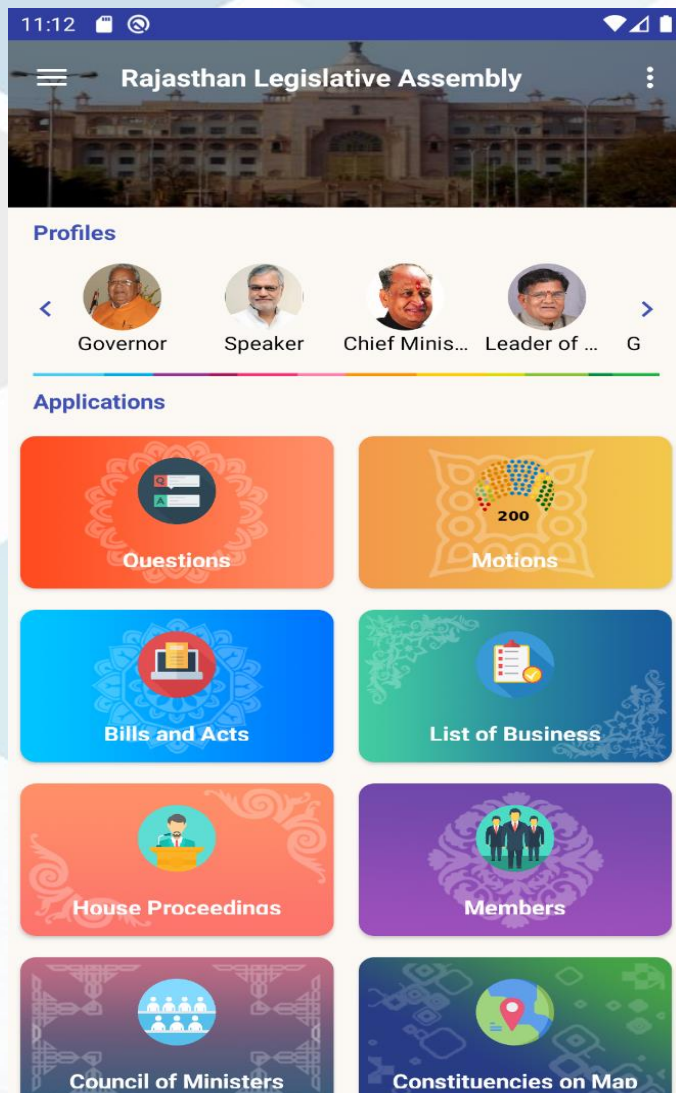 11:12
Rajasthan Legislative Assembly
Profiles
Governor Speaker Chief Minis... Leader of ... G
Applications
Questions Motions
Q
A
200
Bills and Acts List of Business
House Proceedings Members
Council of Ministers Constituencies on Map